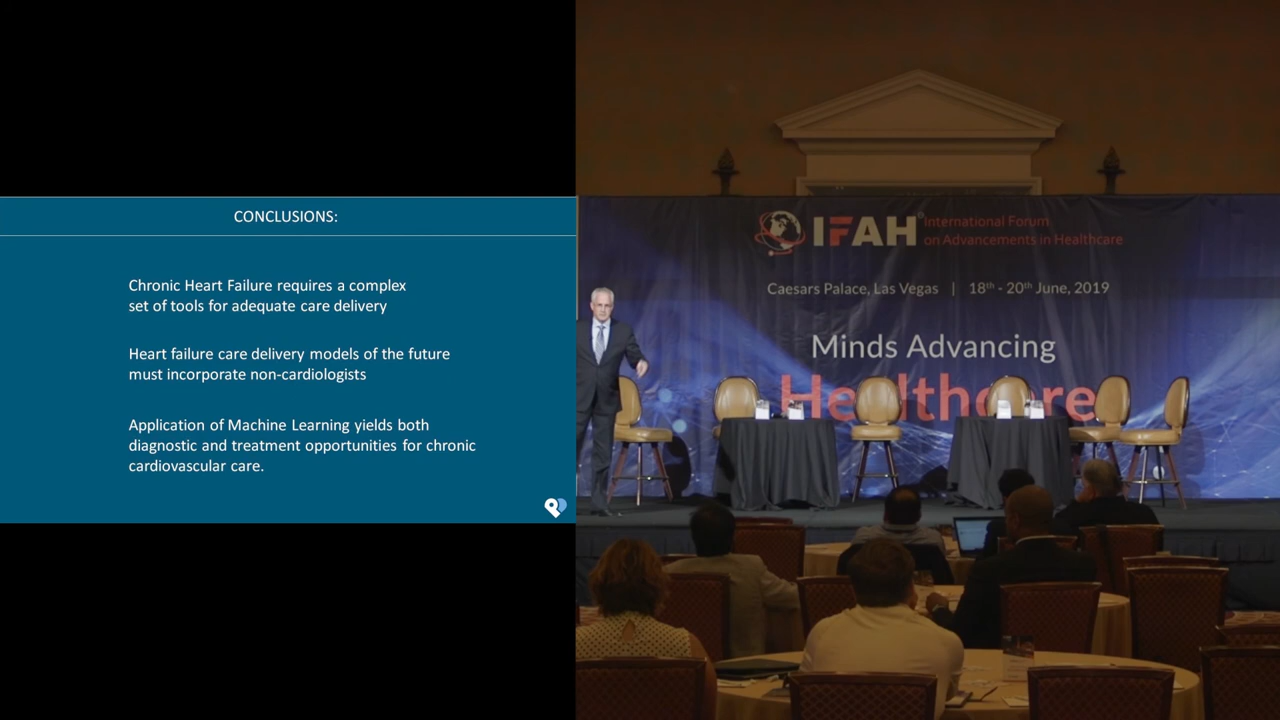 CONCLUSIONS:
Chronic Heart Failure requires a complex
set of tools for adequate care delivery
Heart failure care delivery models of the future
must incorporate non-cardiologists
Application of Machine Learning yields both
diagnostic and treatment opportunities for chronic
cardiovascular care.
IFAH® International Forum
on Advancements in Healthcare
Caesars Palace, Las Vegas | 18th - 20th June, 2019
Minds Advancing
Healthcare